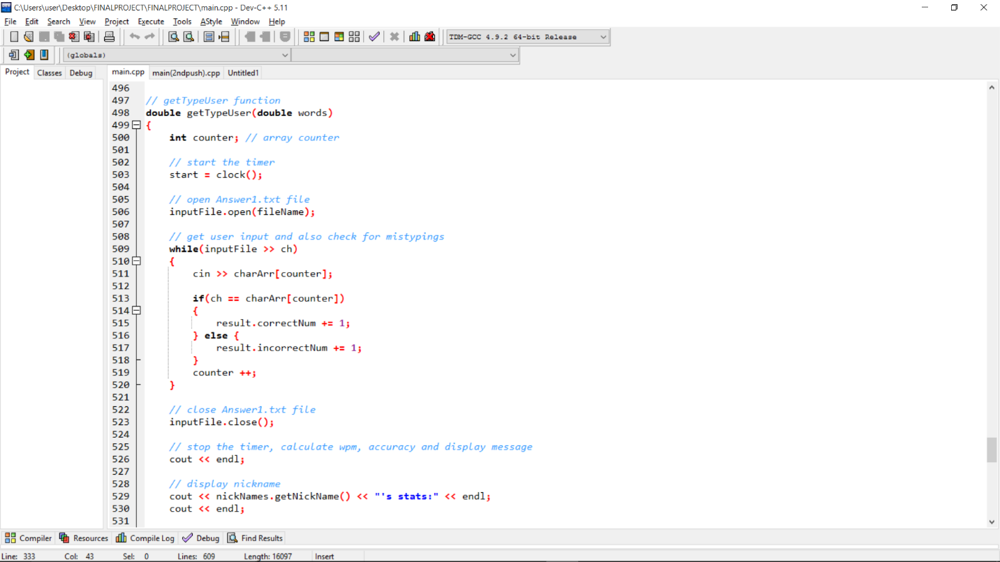 C:\Users\user\Desktop\FINALPROJECT\FINALPROJECT\main.cpp - Dev-C++ 5.11
File Edit Search View Project Execute Tools AStyle Window Help
TDM-GCC 4.9.2 64-bit Release
(globals)
Project Classes Debug main.cpp main(2ndpush).cpp Untitled1
496
497 // getTypeUser function
498 double getTypeUser(double words)
499 {
500 int counter; // array counter
501
502 // start the timer
503 start = clock();
504
505 // open Answer1.txt file
506 inputFile.open(fileName);
507
508 // get user input and also check for mistypings
509 while(inputFile >> ch)
510 {
511 cin >> charArr[counter];
512
513 if(ch == charArr[counter])
514 {
515 result.correctNum += 1;
516 } else {
517 result.incorrectNum += 1;
518 }
519 counter ++;
520 }
521
522 // close Answer1.txt file
523 inputFile.close();
524
525 // stop the timer, calculate wpm, accuracy and display message
526 cout << endl;
527
528 // display nickname
529 cout << nickNames.getNickName() << "'s stats:" << endl;
530 cout << endl;
531
Compiler Resources Compile Log Debug Find Results
Line: 333 Col: 43 Sel: 0 Lines: 609 Length: 16097 Insert